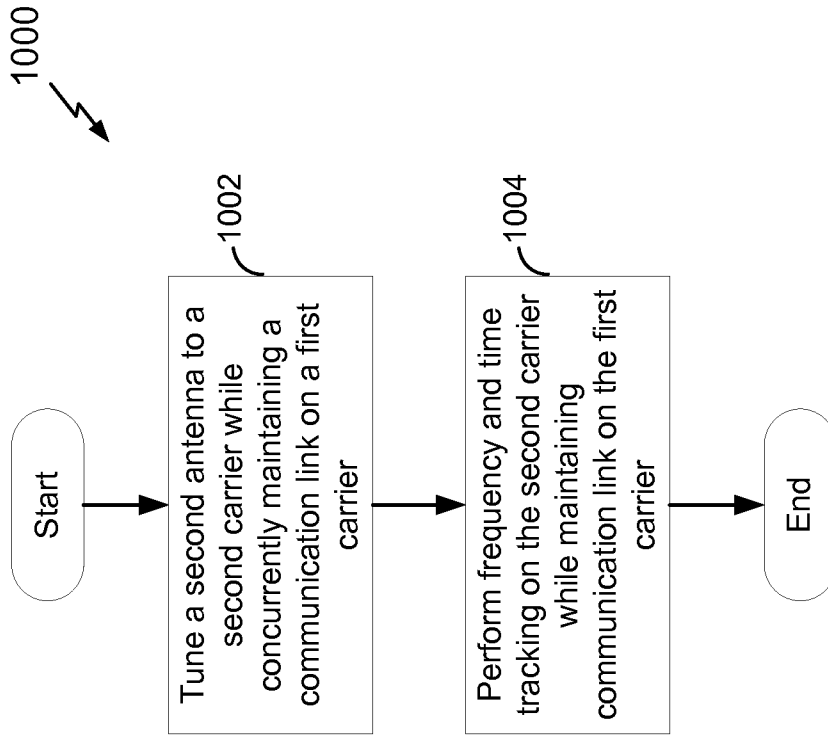 1000
Start
Tune a second antenna to a
second carrier while
concurrently maintaining a
communication link on a first
carrier
1002
Perform frequency and time
tracking on the second carrier
while maintaining
communication link on the first
carrier
1004
End